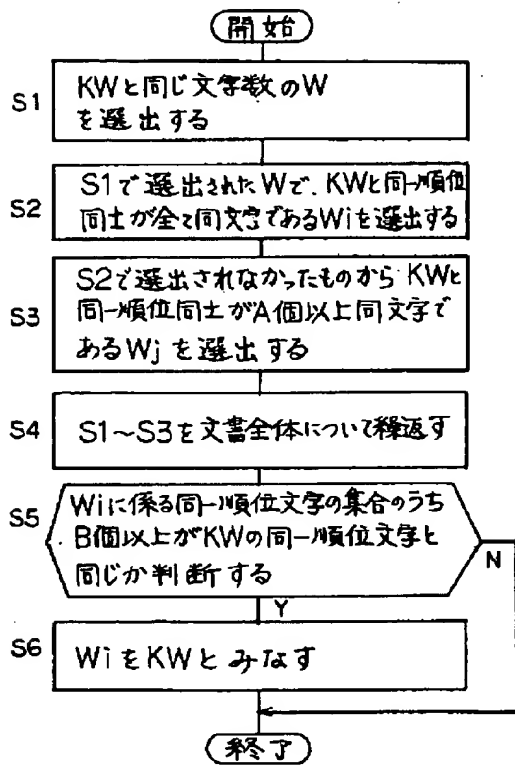 開始
S1
KWと同じ文字数のW
を選出する
S2
S1で選出されたWで、KWと同一順位
同士が全て同文字であるWiを選出する
S3
S2で選出されなかったものから KWと
同一順位同士がA個以上同文字で
あるWjを選出する
S4
S1〜S3を文書全体について繰返す
S5
Wiに係る同一順位文字の集合のうち
B個以上がKWの同一順位文字と
同じか判断する
N
Y
S6
WiをKWとみなす
終了